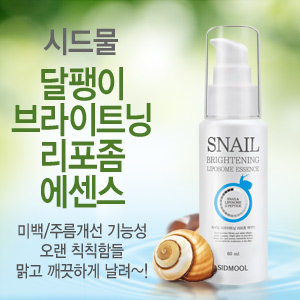 시드물
달팽이
브라이트닝
리포좀
에센스
미백/주름개선 기능성
오랜 칙칙함들
맑고 깨끗하게 날려~!
SNAIL
BRIGHTENING
LIPOSOME ESSENCE
SNAIL &
LIPOSOME
60 ml
SIDMOOL